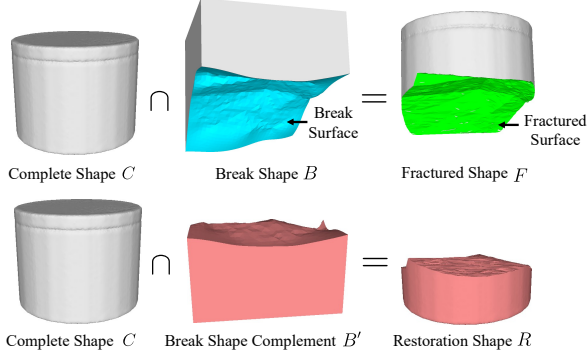 ∩
=
Break
Surface
Fractured
Surface
Complete Shape C
Break Shape B
Fractured Shape F
∩
=
Complete Shape C
Break Shape Complement B′
Restoration Shape R